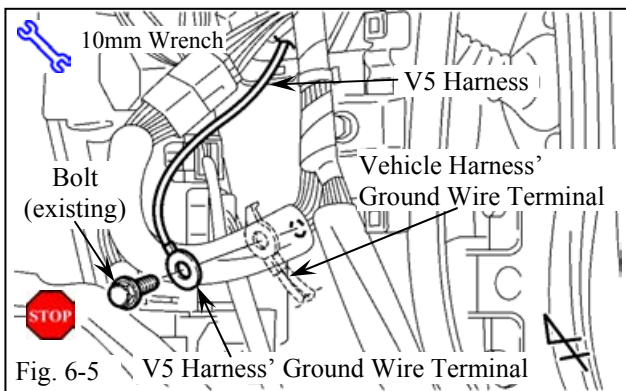 10mm Wrench
V5 Harness
Vehicle Harness'
Ground Wire Terminal
Bolt
(existing)
STOP
Fig. 6-5
V5 Harness' Ground Wire Terminal